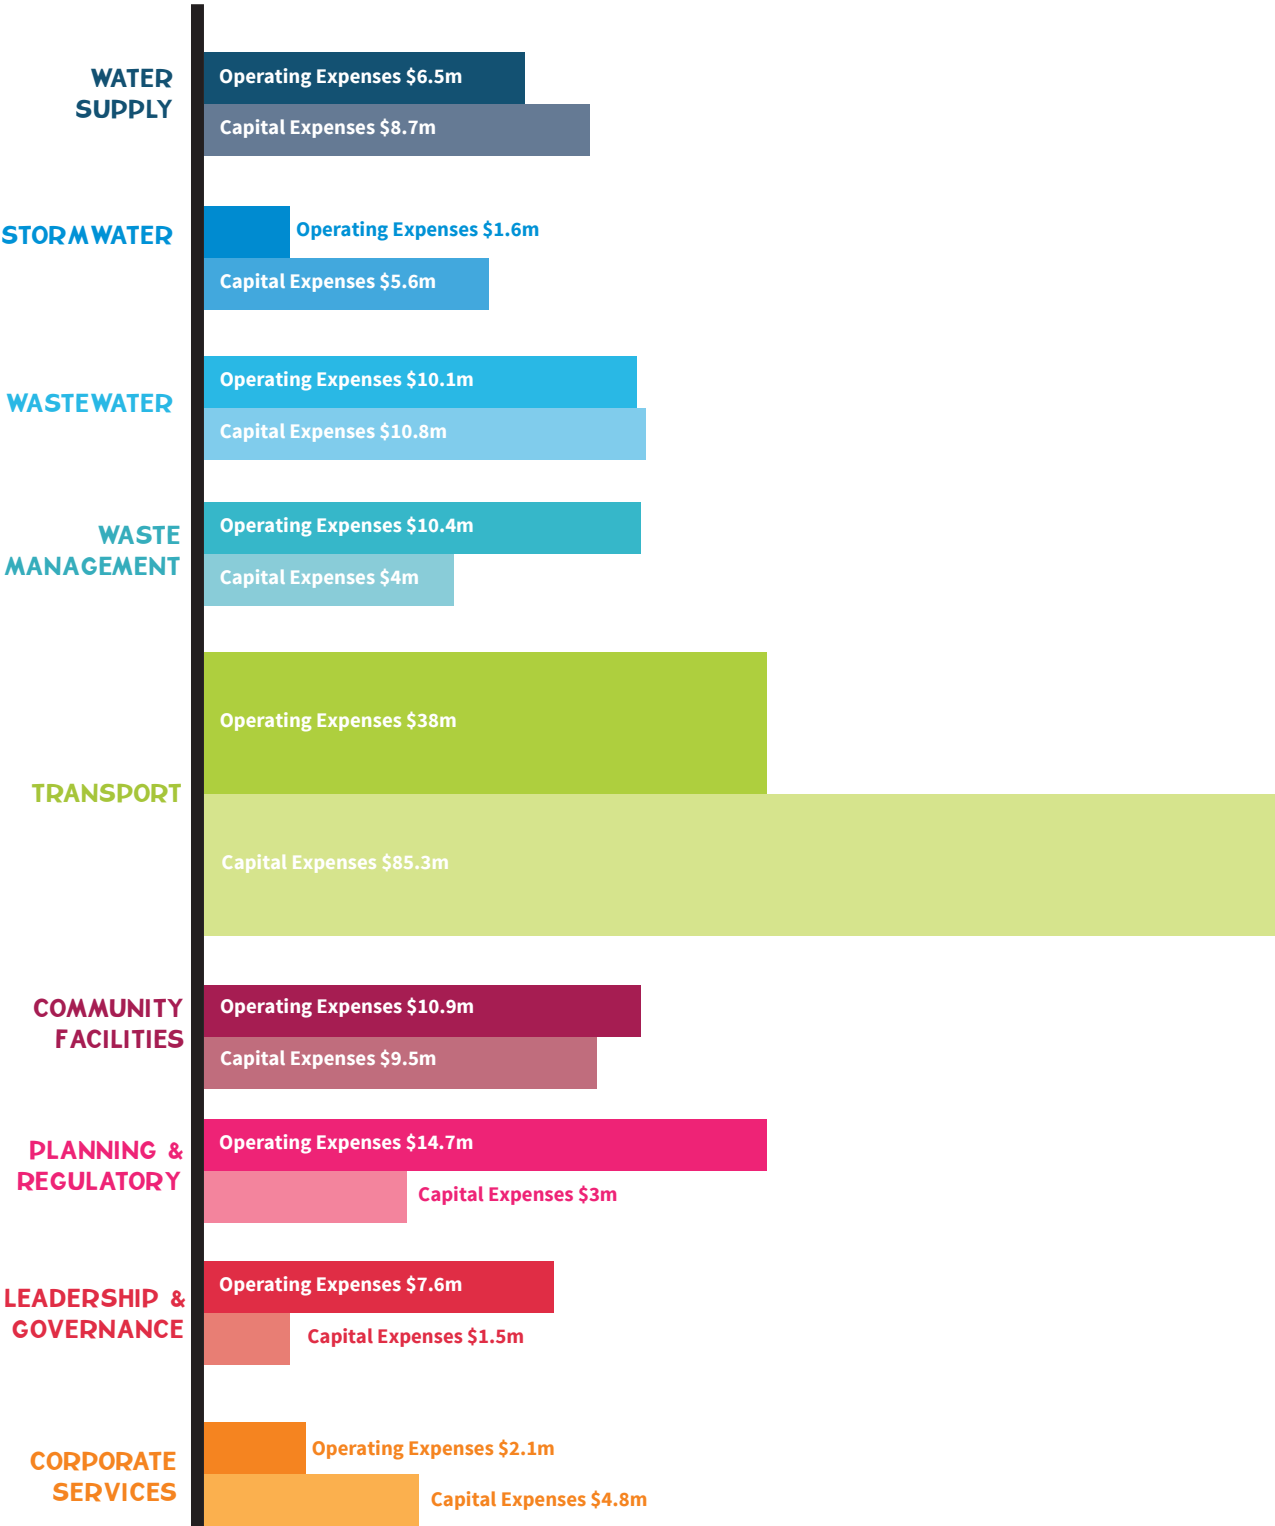 WATER
SUPPLY
Operating Expenses $6.5m
Capital Expenses $8.7m
STORMWATER
Operating Expenses $1.6m
Capital Expenses $5.6m
WASTEWATER
Operating Expenses $10.1m
Capital Expenses $10.8m
WASTE
MANAGEMENT
Operating Expenses $10.4m
Capital Expenses $4m
TRANSPORT
Operating Expenses $38m
Capital Expenses $85.3m
COMMUNITY
FACILITIES
Operating Expenses $10.9m
Capital Expenses $9.5m
PLANNING &
REGULATORY
Operating Expenses $14.7m
Capital Expenses $3m
LEADERSHIP &
GOVERNANCE
Operating Expenses $7.6m
Capital Expenses $1.5m
CORPORATE
SERVICES
Operating Expenses $2.1m
Capital Expenses $4.8m